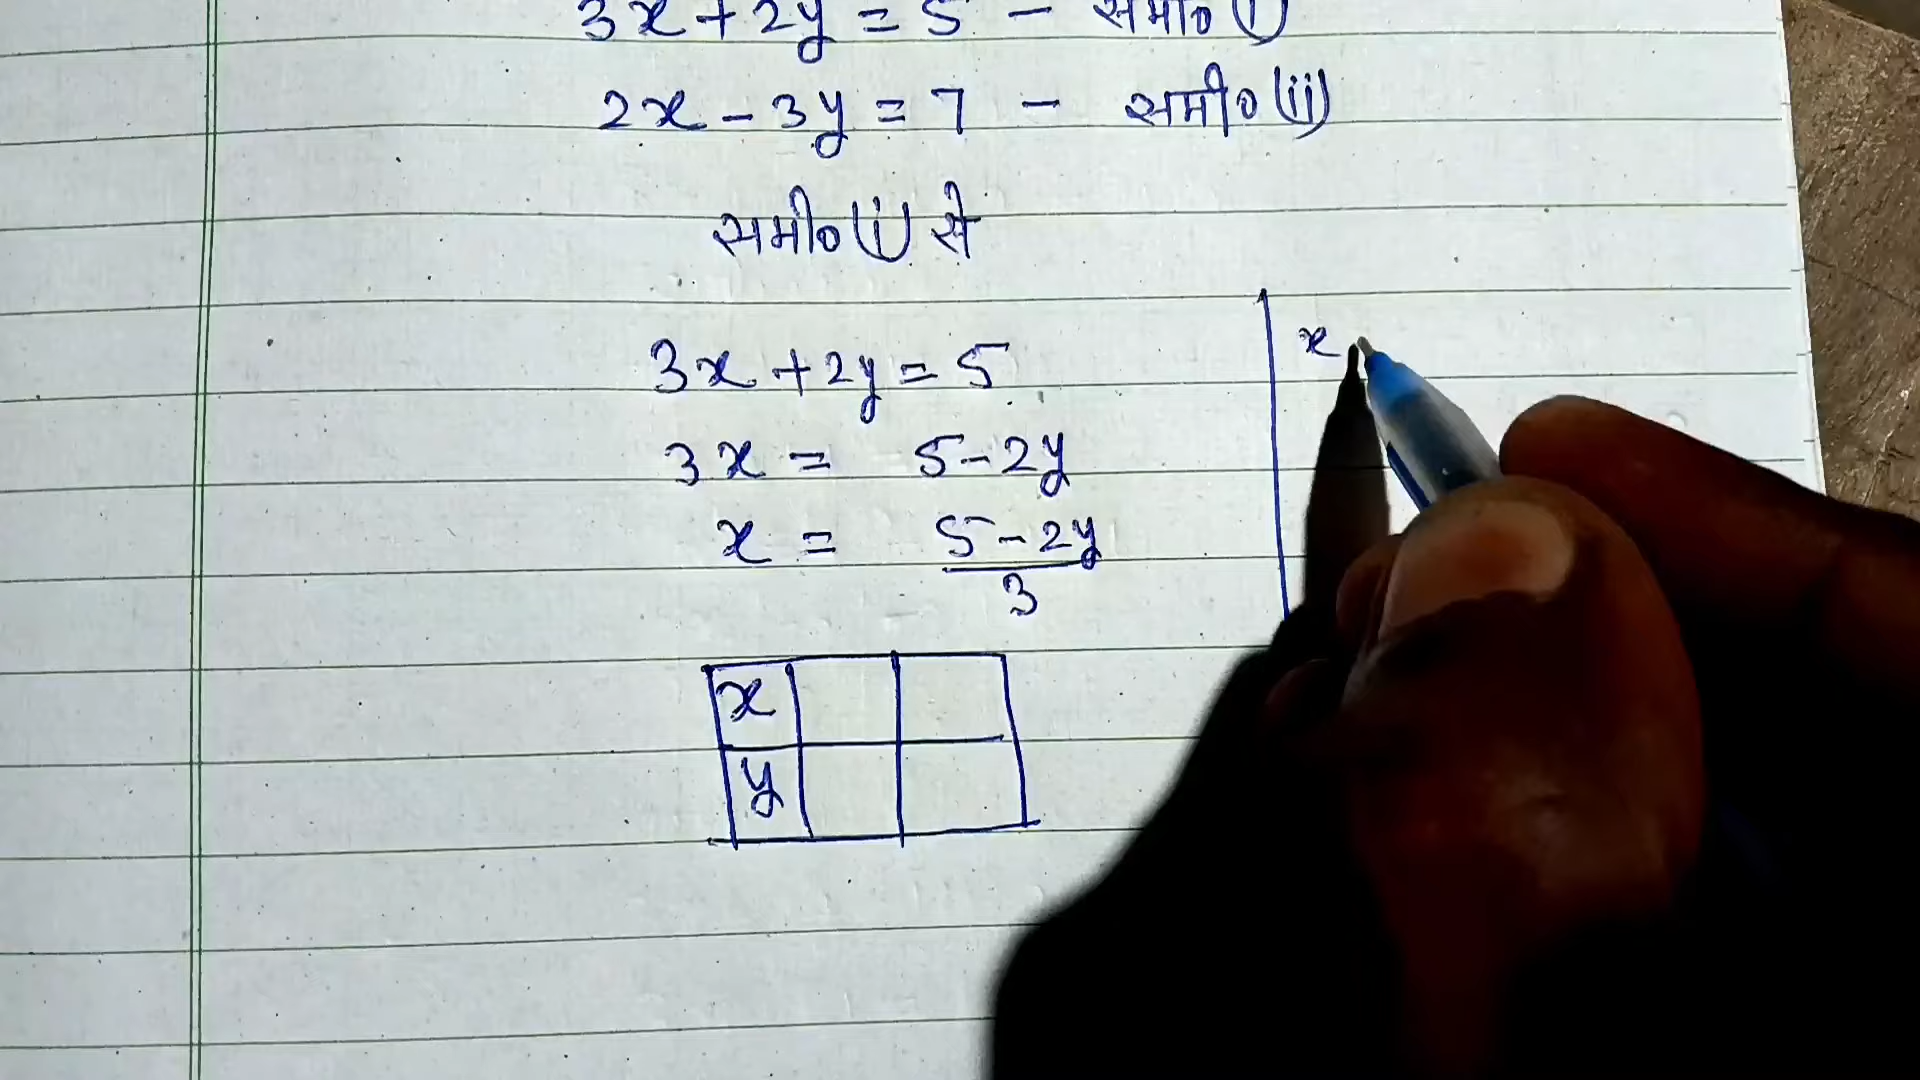 3x + 2y = 5 - समी० (i)
2x - 3y = 7 - समी० (ii)
समी० (i) से
3x + 2y = 5
3x = 5 - 2y
x = 5 - 2y
3
x
x
y